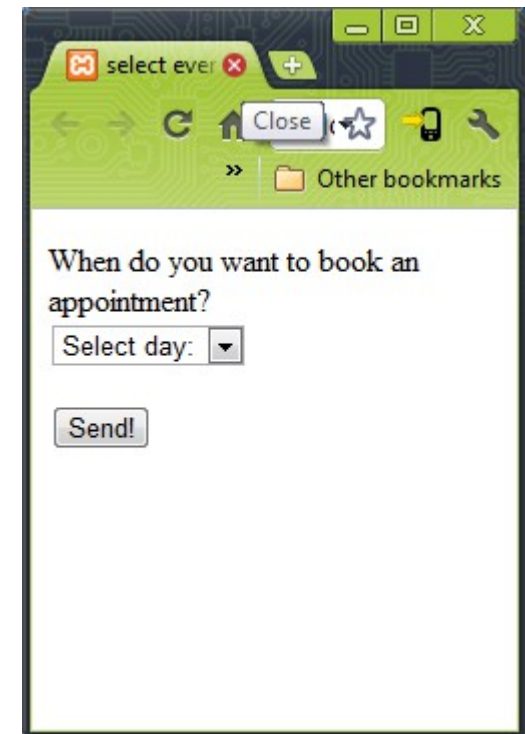 select ever
Close
»
Other bookmarks
When do you want to book an
appointment?
Select day:
Send!